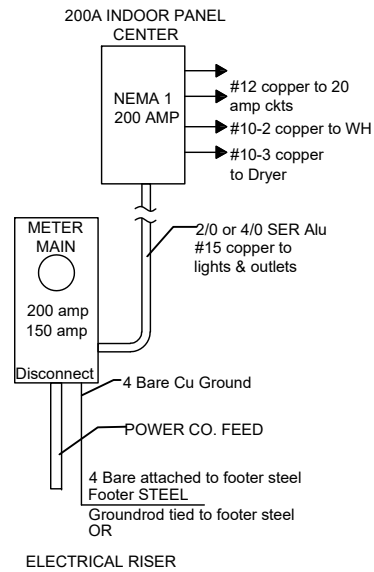 200A INDOOR PANEL
CENTER
NEMA 1
200 AMP
#12 copper to 20
amp ckts
#10-2 copper to WH
#10-3 copper
to Dryer
2/0 or 4/0 SER Alu
#15 copper to
lights & outlets
METER
MAIN
200 amp
150 amp
Disconnect
4 Bare Cu Ground
POWER CO. FEED
4 Bare attached to footer steel
Footer STEEL
Groundrod tied to footer steel
OR
ELECTRICAL RISER